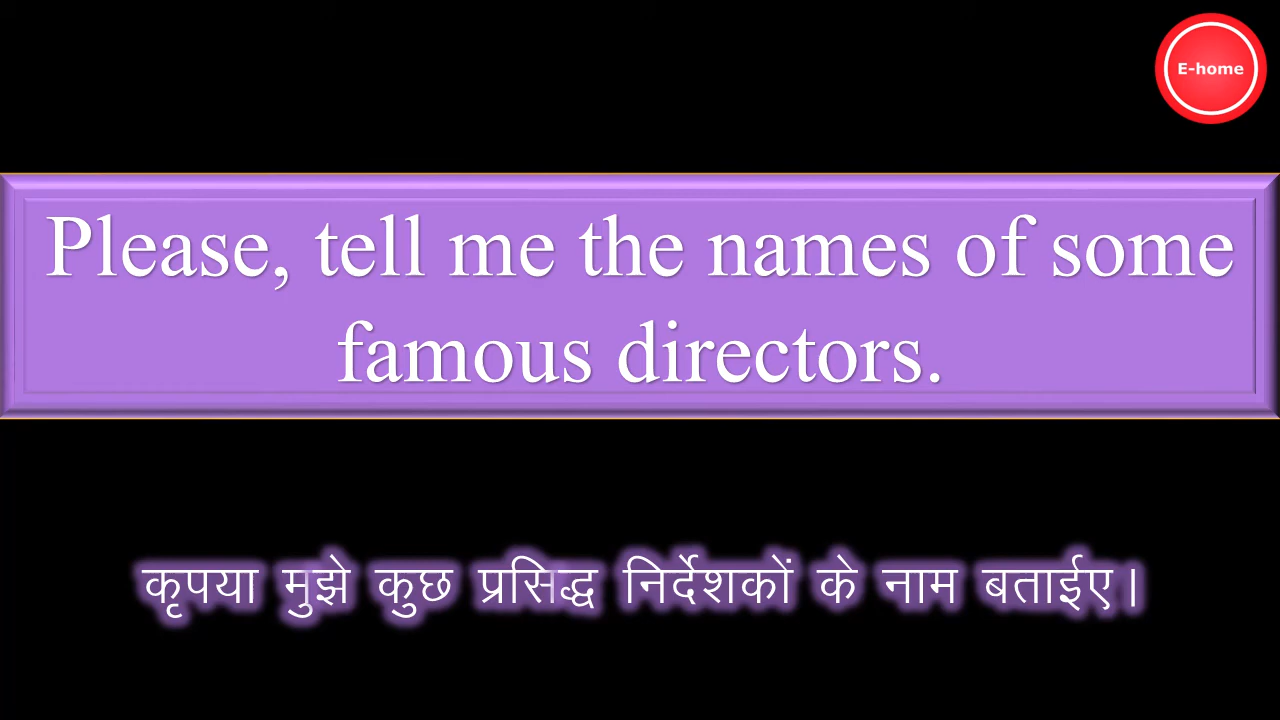 E-home
Please, tell me the names of some
famous directors.
कृपया मुझे कुछ प्रसिद्ध निर्देशकों के नाम बताईए।